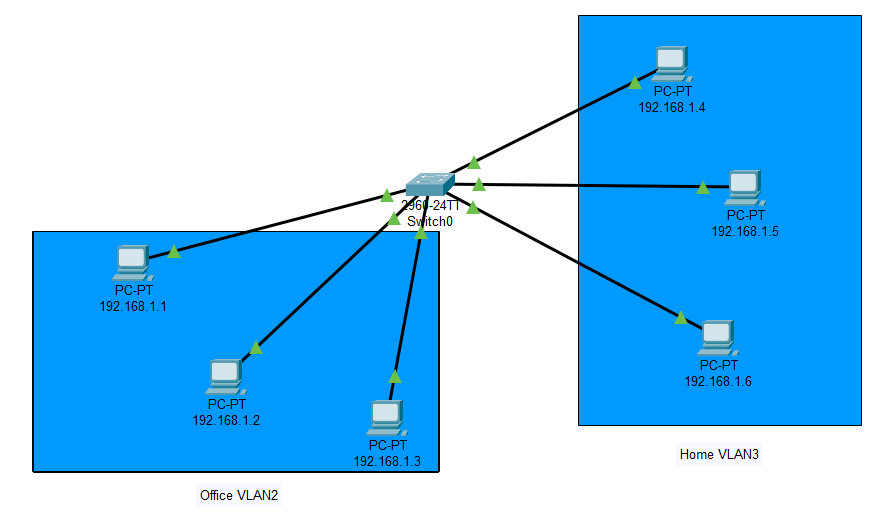 PC-PT
192.168.1.4
2960-24TT
Switch0
PC-PT
192.168.1.5
PC-PT
192.168.1.1
PC-PT
192.168.1.6
PC-PT
192.168.1.2
PC-PT
192.168.1.3
Home VLAN3
Office VLAN2